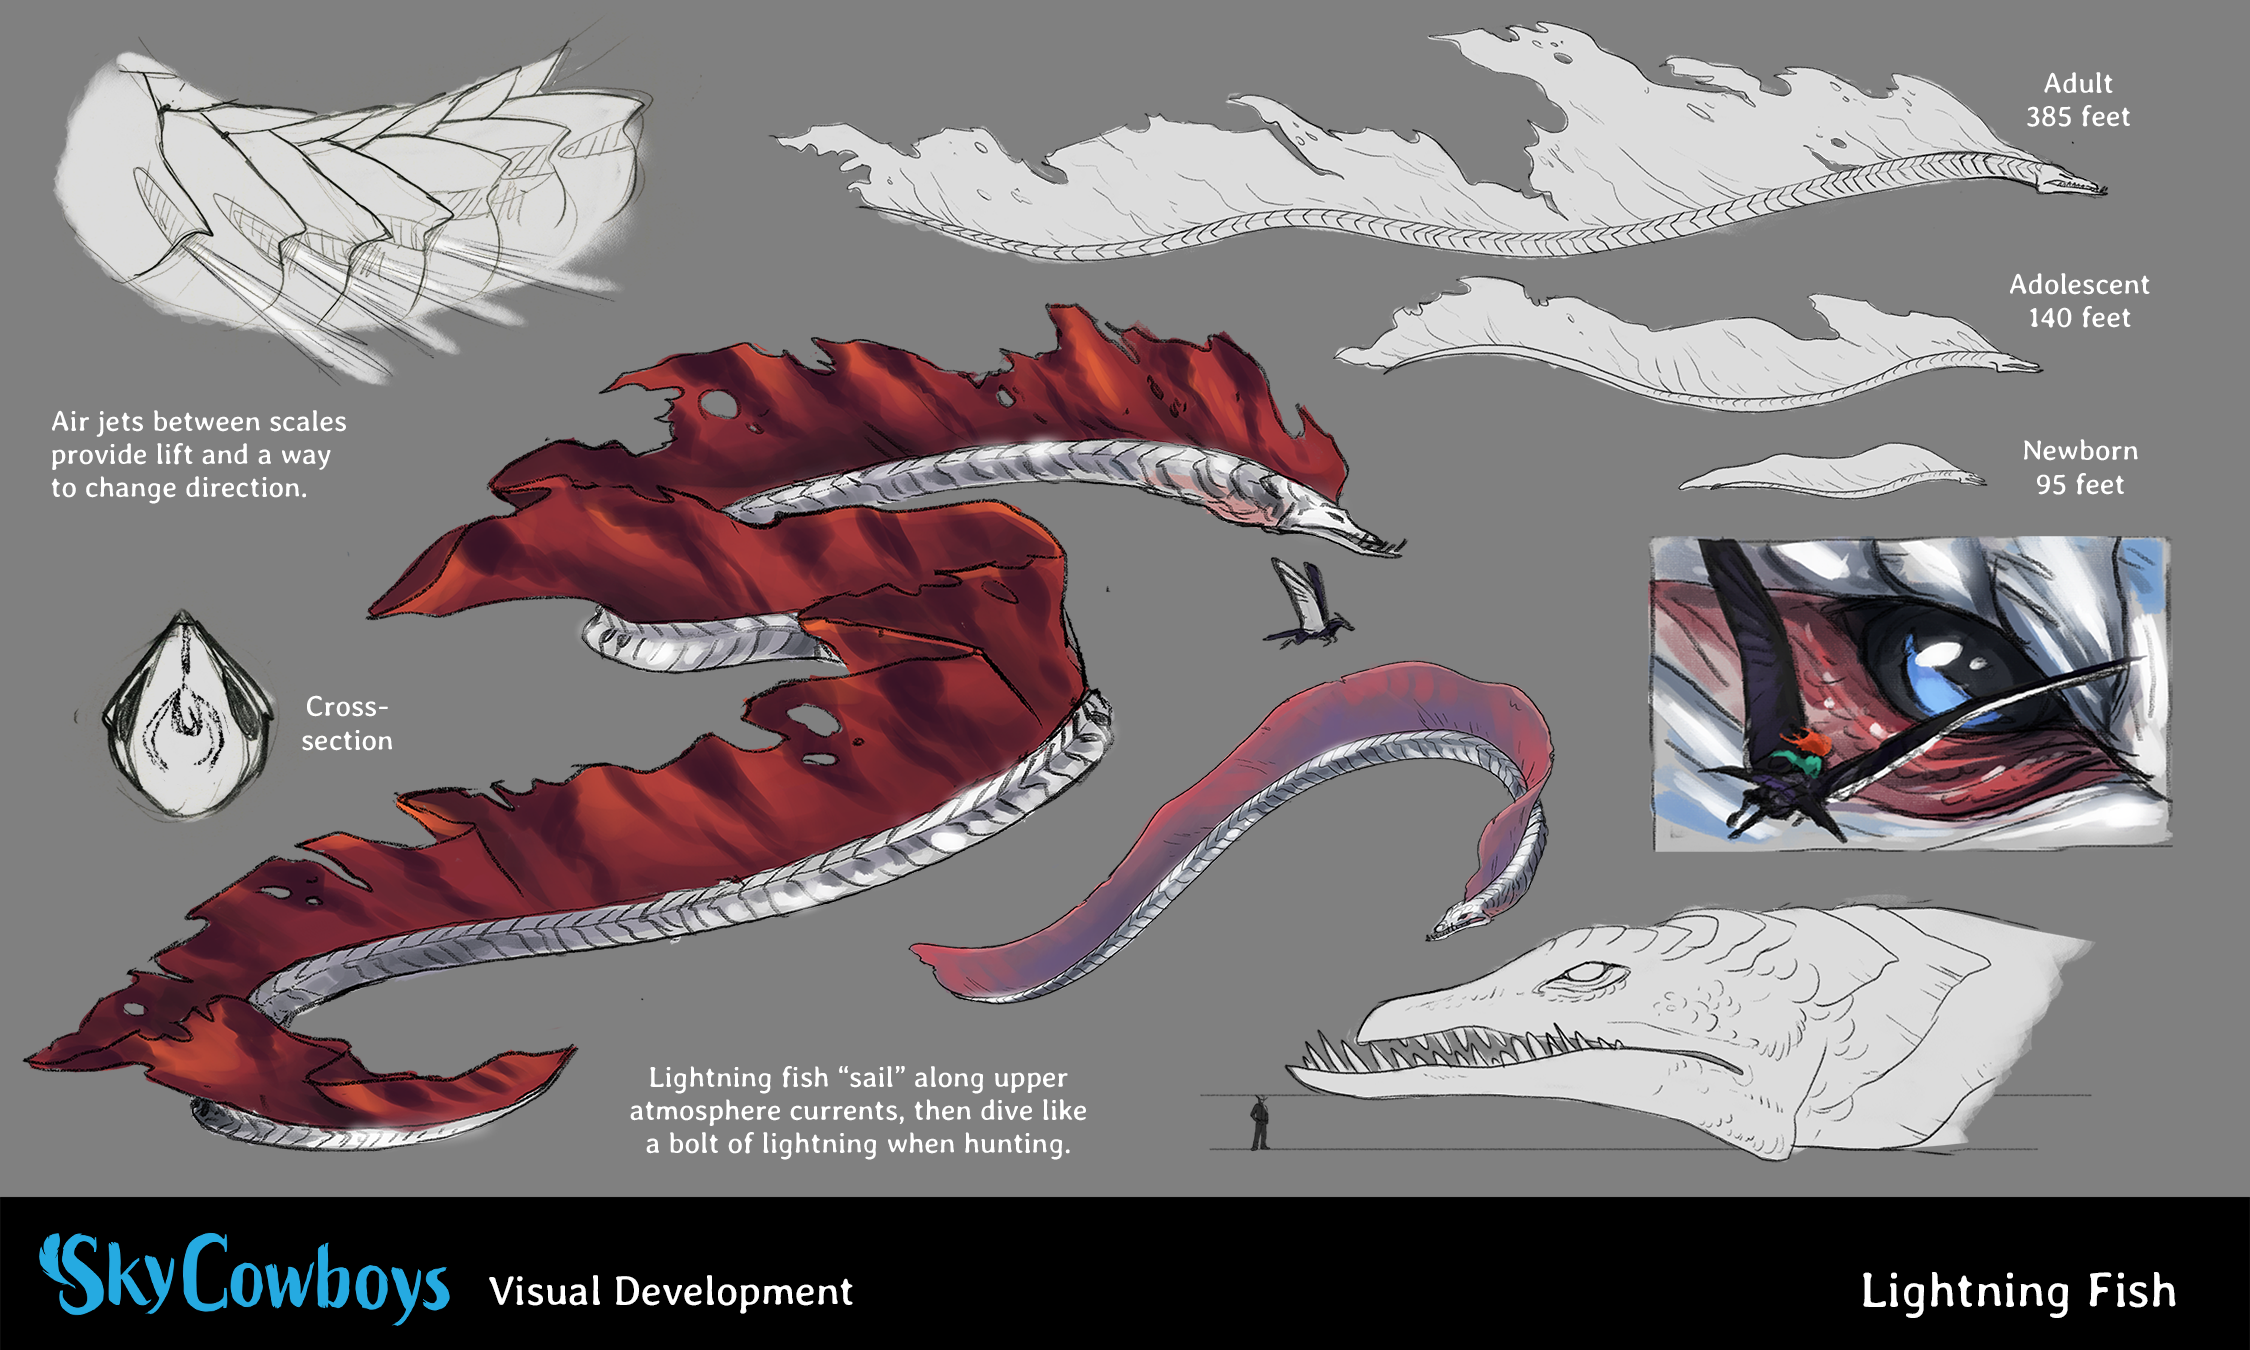 Adult
385 feet
Adolescent
140 feet
Newborn
95 feet
Air jets between scales
provide lift and a way
to change direction.
Cross-
section
Lightning fish “sail” along upper
atmosphere currents, then dive like
a bolt of lightning when hunting.
SkyCowboys
Visual Development
Lightning Fish